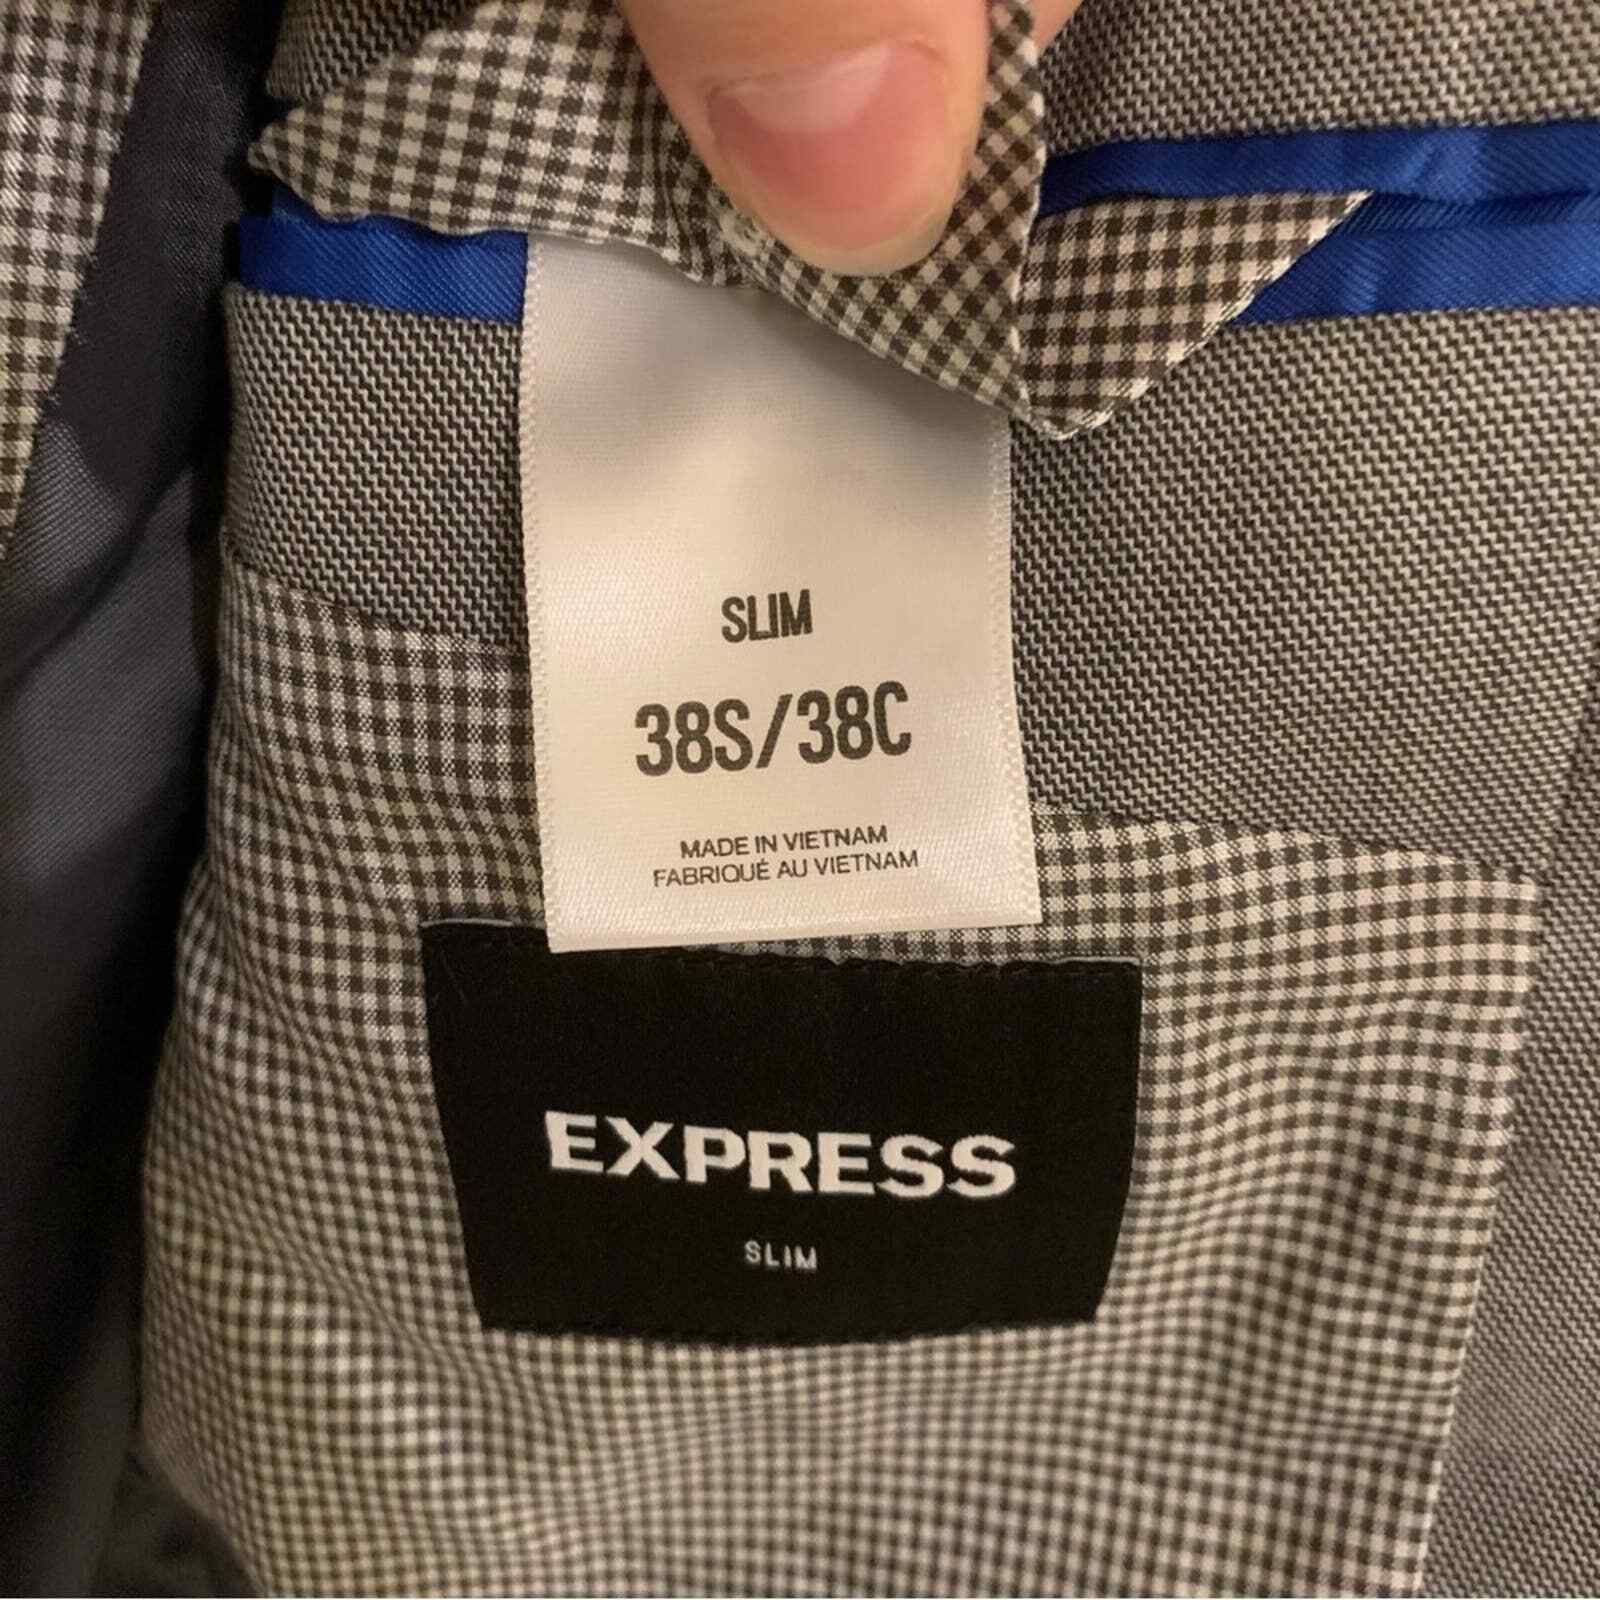 SLIM
38S/38C
MADE IN VIETNAM
FABRIQUÉ AU VIETNAM
EXPRESS
SLIM